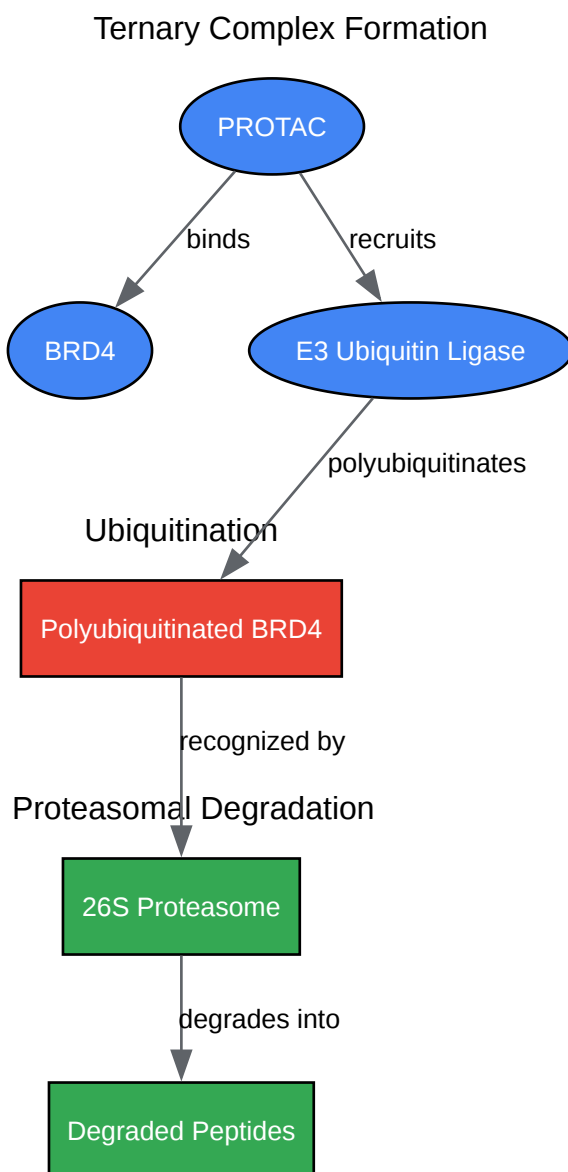 Ternary Complex Formation
PROTAC
binds
recruits
BRD4
E3 Ubiquitin Ligase
polyubiquitinates
Ubiquitination
Polyubiquitinated BRD4
recognized by
Proteasomal Degradation
26S Proteasome
degrades into
Degraded Peptides